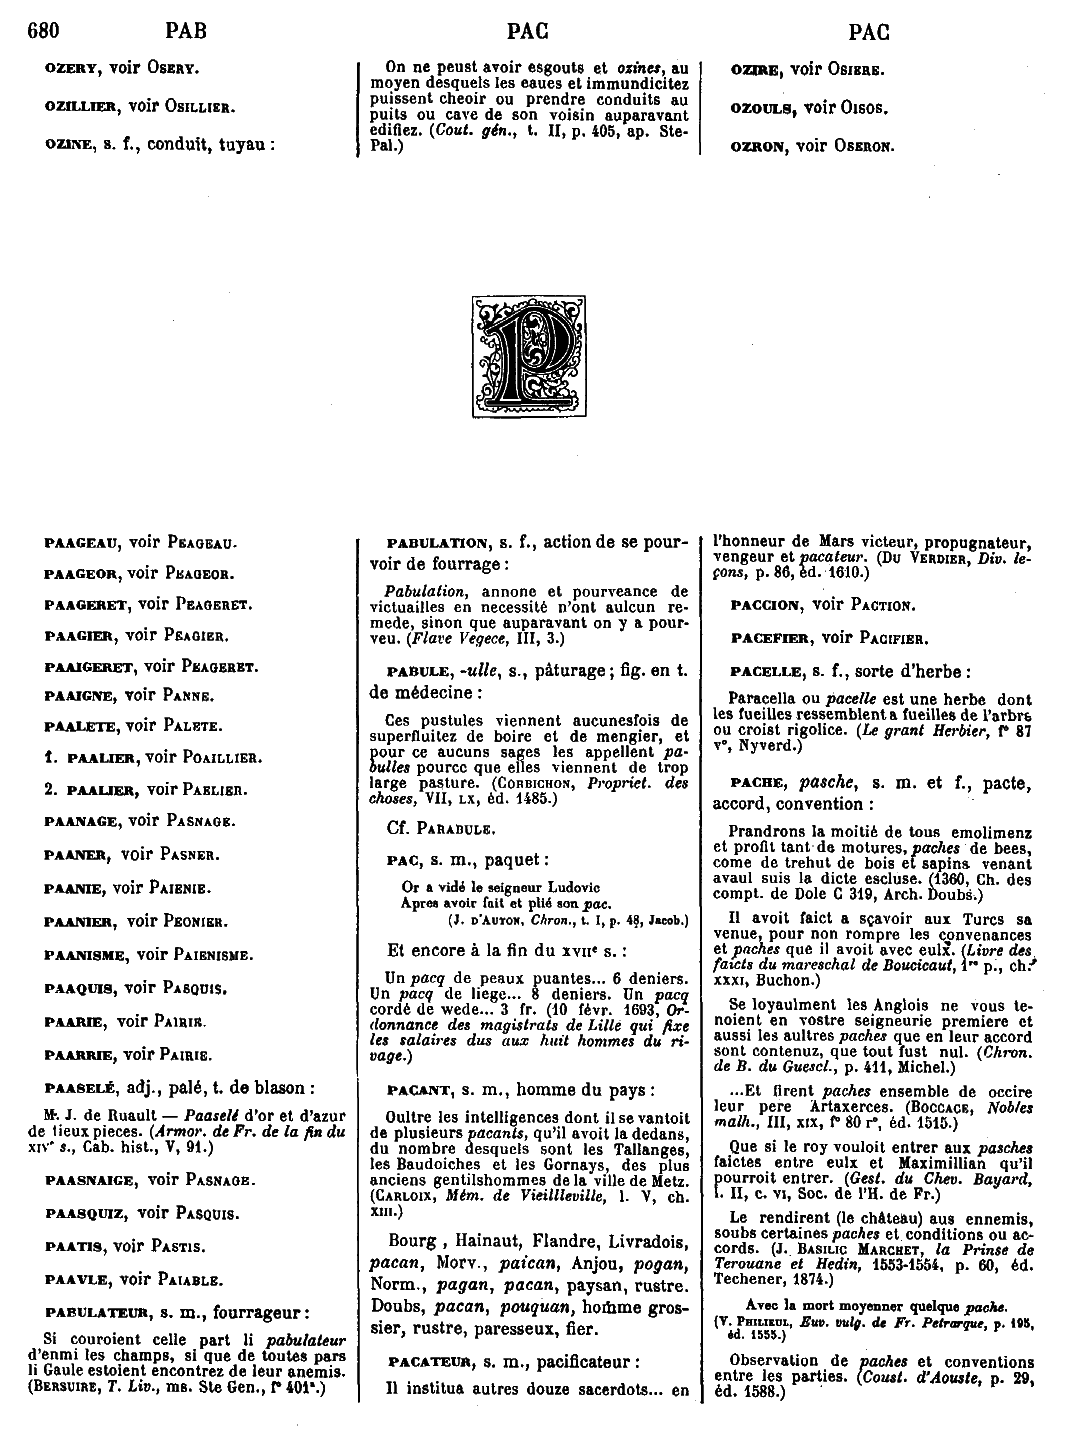 680 PAB PAC PAC
OZERY, voir OSERY.
OZILLIER, voir OSILLIER.
OZINE, s. f., conduit, tuyau :
On ne peust avoir esgouts et ozines, au
moyen desquels les eaues et immundicitez
puissent cheoir ou prendre conduits au
puits ou cave de son voisin auparavant
edifiez. (Cout. gén., t. II, p. 405, ap. Ste-
Pal.)
OZIRE, voir OSIERE.
OZOULS, voir OISOS.
OZRON, voir OSERON.
P
PAAGEAU, voir PEAGEAU.
PAAGEOR, voir PEAGEOR.
PAAGERET, voir PEAGERET.
PAAGIER, voir PEAGIER.
PAAIGERET, voir PEAGERET.
PAAIGNE, voir PANNE.
PAALETE, voir PALETE.
1. PAALIER, voir POAILLIER.
2. PAALIER, voir PAELIER.
PAANAGE, voir PASNAGE.
PAANER, voir PASNER.
PAANIE, voir PAIENIE.
PAANIER, voir PEONIER.
PAANISME, voir PAIENISME.
PAAQUIS, voir PASQUIS.
PAARIE, voir PAIRIE.
PAARRIE, voir PAIRIE.
PAASELÉ, adj., palé, t. de blason :
Mr. J. de Ruault — Paaselé d'or et d'azur
de lieux pieces. (Armor. de Fr. de la fin du
XIVe s., Cab. hist., V, 91.)
PAASNAIGE, voir PASNAGE.
PAASQUIZ, voir PASQUIS.
PAATIS, voir PASTIS.
PAAVLE, voir PAIABLE.
PABULATEUR, s. m., fourrageur :
Si couroient celle part li pabulateur
d'enmi les champs, si que de toutes pars
li Gaule estoient encontrez de leur anemis.
(BERSUIRE, T. Liv., ms. Ste Gen., f° 401a.)
PABULATION, s. f., action de se pour-
voir de fourrage :
Pabulation, annone et pourveance de
victuailles en necessité n'ont aulcun re-
mede, sinon que auparavant on y a pour-
veu. (Flave Vegece, III, 3.)
PABULE, -ulle, s., pâturage ; fig. en t.
de médecine :
Ces pustules viennent aucunesfois de
superfluitez de boire et de mengier, et
pour ce aucuns sages les appellent pa-
bulles pource que elles viennent de trop
large pasture. (CORBICHON, Propriet. des
choses, VII, LX, éd. 1485.)
Cf. PARABULE.
PAC, s. m., paquet :
Or a vidé le seigneur Ludovic
Apres avoir fait et plié son pac.
(J. D'AUTON, Chron., t. I, p. 48, Jacob.)
Et encore à la fin du XVIIe s. :
Un pacq de peaux puantes... 6 deniers.
Un pacq de liege... 8 deniers. Un pacq
cordé de wede... 3 fr. (10 févr. 1693, Or-
donnance des magistrats de Lille qui fixe
les salaires dus aux huit hommes du ri-
vage.)
PACANT, s. m., homme du pays :
Oultre les intelligences dont il se vantoit
de plusieurs pacants, qu'il avoit la dedans,
du nombre desquels sont les Tallanges,
les Baudoiches et les Gornays, des plus
anciens gentilshommes de la ville de Metz.
(CARLOIX, Mém. de Vieillleville, l. V, ch.
XIII.)
Bourg , Hainaut, Flandre, Livradois,
pacan, Morv., paican, Anjou, pogan,
Norm., pagan, pacan, paysan, rustre.
Doubs, pacan, pouquan, homme gros-
sier, rustre, paresseux, fier.
PACATEUR, s. m., pacificateur :
Il institua autres douze sacerdots... en
l'honneur de Mars victeur, propugnateur,
vengeur et pacateur. (DU VERDIER, Div. le-
çons, p. 86, éd. 1610.)
PACCION, voir PACTION.
PACEFIER, voir PACIFIER.
PACELLE, s. f., sorte d'herbe :
Paracella ou pacelle est une herbe dont
les fueilles ressemblent a fueilles de l'arbre
ou croist rigolice. (Le grant Herbier, f° 87
v°, Nyverd.)
PACHE, pasche, s. m. et f., pacte,
accord, convention :
Prandrons la moitié de tous emolimenz
et profit tant de motures, paches de bees,
come de trehut de bois et sapins venant
avaul suis la dicte escluse. (1360, Ch. des
compt. de Dole C 319, Arch. Doubs.)
Il avoit faict a sçavoir aux Turcs sa
venue, pour non rompre les convenances
et paches que il avoit avec eulx. (Livre des
faicts du mareschal de Boucicaut, 1re p., ch.
XXXI, Buchon.)
Se loyaulment les Anglois ne vous te-
noient en vostre seigneurie premiere et
aussi les aultres paches que en leur accord
sont contenuz, que tout fust nul. (Chron.
de B. du Guescl., p. 411, Michel.)
...Et firent paches ensemble de occire
leur pere Artaxerces. (BOCCACE, Nobles
malh., III, XIX, f° 80 r°, éd. 1515.)
Que si le roy vouloit entrer aux pasches
faictes entre eulx et Maximillian qu'il
pourroit entrer. (Gest. du Chev. Bayard,
l. II, c. VI, Soc. de l'H. de Fr.)
Le rendirent (le château) aus ennemis,
soubs certaines paches et conditions ou ac-
cords. (J. BASILIC MARCHET, la Prinse de
Terouane et Hedin, 1553-1554, p. 60, éd.
Techener, 1874.)
Avec la mort moyenner quelque pache.
(V. PHILIEUL, Euv. vulg. de Fr. Petrarque, p. 195,
éd. 1555.)
Observation de paches et conventions
entre les parties. (Coust. d'Aouste, p. 29,
éd. 1588.)